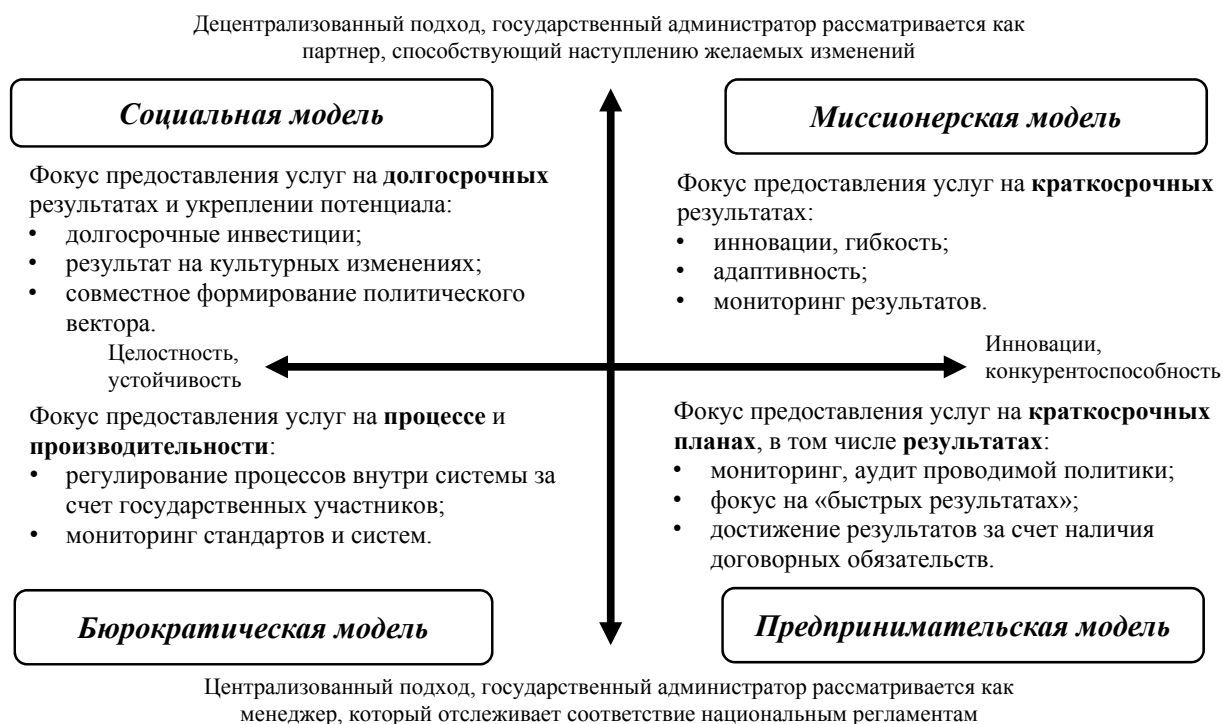 Децентрализованный подход, государственный администратор рассматривается как
партнер, способствующий наступлению желаемых изменений
Социальная модель
Фокус предоставления услуг на долгосрочных
результатах и укреплении потенциала:
• долгосрочные инвестиции;
• результат на культурных изменениях;
• совместное формирование политического
вектора.
Миссионерская модель
Фокус предоставления услуг на краткосрочных
результатах:
• инновации, гибкость;
• адаптивность;
• мониторинг результатов.
Целостность,
устойчивость
Инновации,
конкурентоспособность
Фокус предоставления услуг на процессе и
производительности:
• регулирование процессов внутри системы за
счет государственных участников;
• мониторинг стандартов и систем.
Бюрократическая модель
Фокус предоставления услуг на краткосрочных
планах, в том числе результатах:
• мониторинг, аудит проводимой политики;
• фокус на «быстрых результатах»;
• достижение результатов за счет наличия
договорных обязательств.
Предпринимательская модель
Централизованный подход, государственный администратор рассматривается как
менеджер, который отслеживает соответствие национальным регламентам